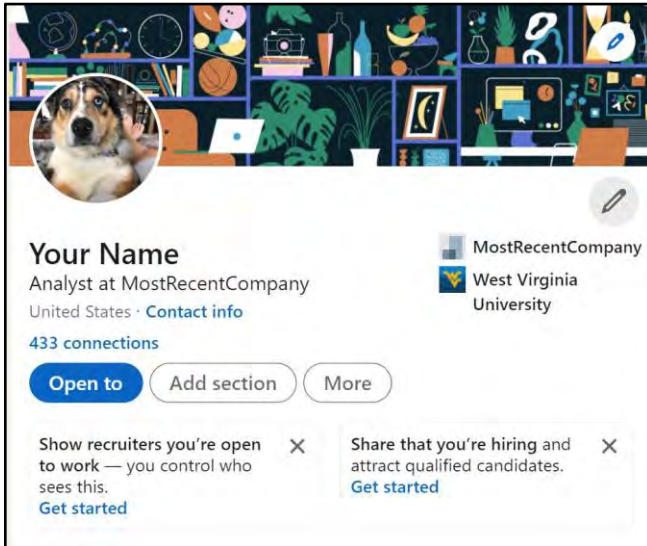 Your Name
Analyst at MostRecentCompany
United States · Contact info
433 connections
MostRecentCompany
West Virginia
University
Open to
Add section
More
Show recruiters you're open
to work — you control who
sees this.
Get started
Share that you're hiring and
attract qualified candidates.
Get started